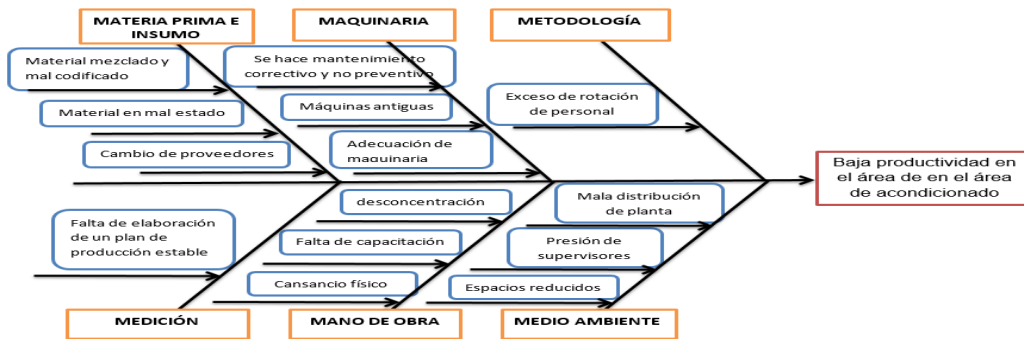 MATERIA PRIMA E
INSUMO
MAQUINARIA
METODOLOGÍA
Material mezclado y
mal codificado
Se hace mantenimiento
correctivo y no preventivo
Material en mal estado
Máquinas antiguas
Exceso de rotación
de personal
Cambio de proveedores
Adecuación de
maquinaria
Baja productividad en
el área de en el área
de acondicionado
Falta de elaboración
de un plan de
producción estable
desconcentración
Mala distribución
de planta
Falta de capacitación
Presión de
supervisores
Cansancio físico
Espacios reducidos
MEDICIÓN
MANO DE OBRA
MEDIO AMBIENTE